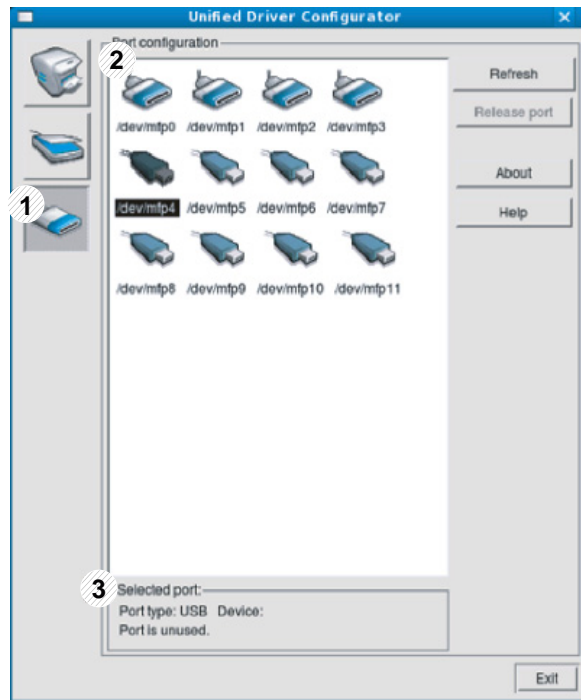 Unified Driver Configurator
Port configuration
2
/dev/mfp0 /dev/mfp1 /dev/mfp2 /dev/mfp3
/dev/mfp4 /dev/mfp5 /dev/mfp6 /dev/mfp7
/dev/mfp8 /dev/mfp9 /dev/mfp10 /dev/mfp11
Refresh
Release port
About
Help
1
3
Selected port:
Port type: USB Device:
Port is unused.
Exit